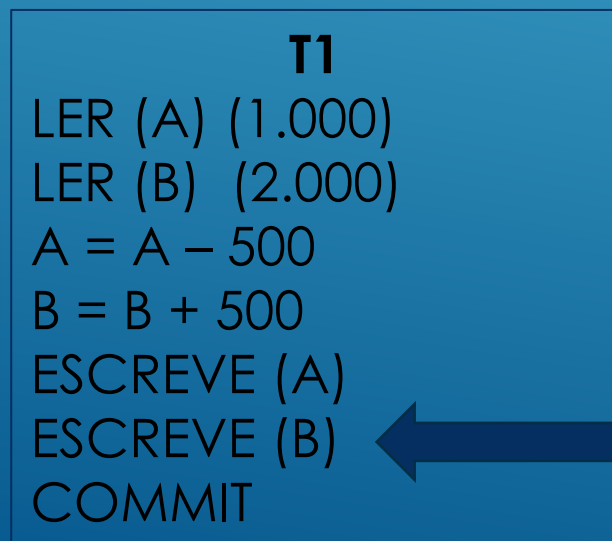 T1
LER (A) (1.000)
LER (B) (2.000)
A = A – 500
B = B + 500
ESCREVE (A)
ESCREVE (B)
COMMIT